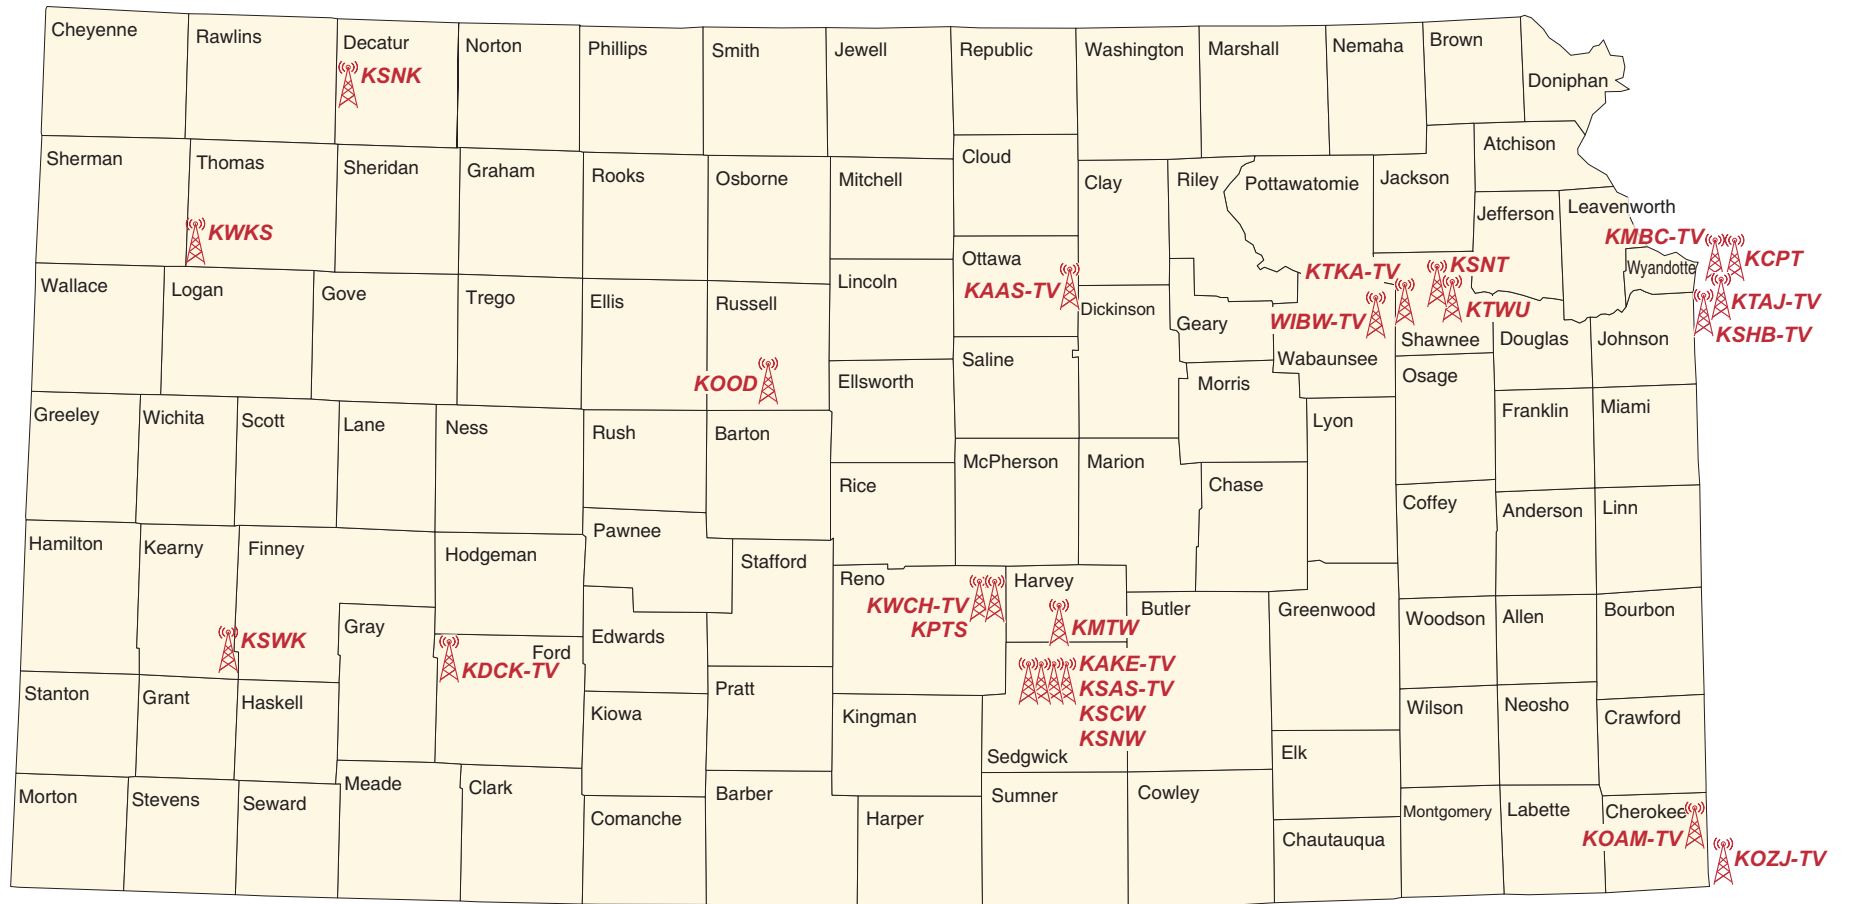 Cheyenne
Rawlins
Decatur
Norton
Phillips
Smith
Jewell
Republic
Washington
Marshall
Nemaha
Brown
Doniphan
KSNK
Sherman
Thomas
Sheridan
Graham
Rooks
Osborne
Mitchell
Cloud
Clay
Riley
Pottawatomie
Jackson
Atchison
Jefferson
Leavenworth
KWKS
KMBC-TV
KCPT
Wyandotte
Wallace
Logan
Gove
Trego
Ellis
Russell
Lincoln
Ottawa
KAAS-TV
Dickinson
Geary
KTKA-TV
KSNT
KTWU
WIBW-TV
KTAJ-TV
KSHB-TV
Wabaunsee
Shawnee
Douglas
Johnson
KOOD
Ellsworth
Saline
Morris
Osage
Greeley
Wichita
Scott
Lane
Ness
Rush
Barton
Lyon
Franklin
Miami
Rice
McPherson
Marion
Chase
Coffey
Anderson
Linn
Hamilton
Kearny
Finney
Hodgeman
Pawnee
Stafford
Reno
Harvey
KWCH-TV
KPTS
KMTW
Butler
Greenwood
Woodson
Allen
Bourbon
KSWK
Gray
Ford
KDCK-TV
Edwards
KAKE-TV
KSAS-TV
KSCW
KSNW
Stanton
Grant
Haskell
Kiowa
Pratt
Kingman
Sedgwick
Elk
Wilson
Neosho
Crawford
Morton
Stevens
Seward
Meade
Clark
Comanche
Barber
Harper
Sumner
Cowley
Chautauqua
Montgomery
Labette
Cherokee
KOAM-TV
KOZJ-TV